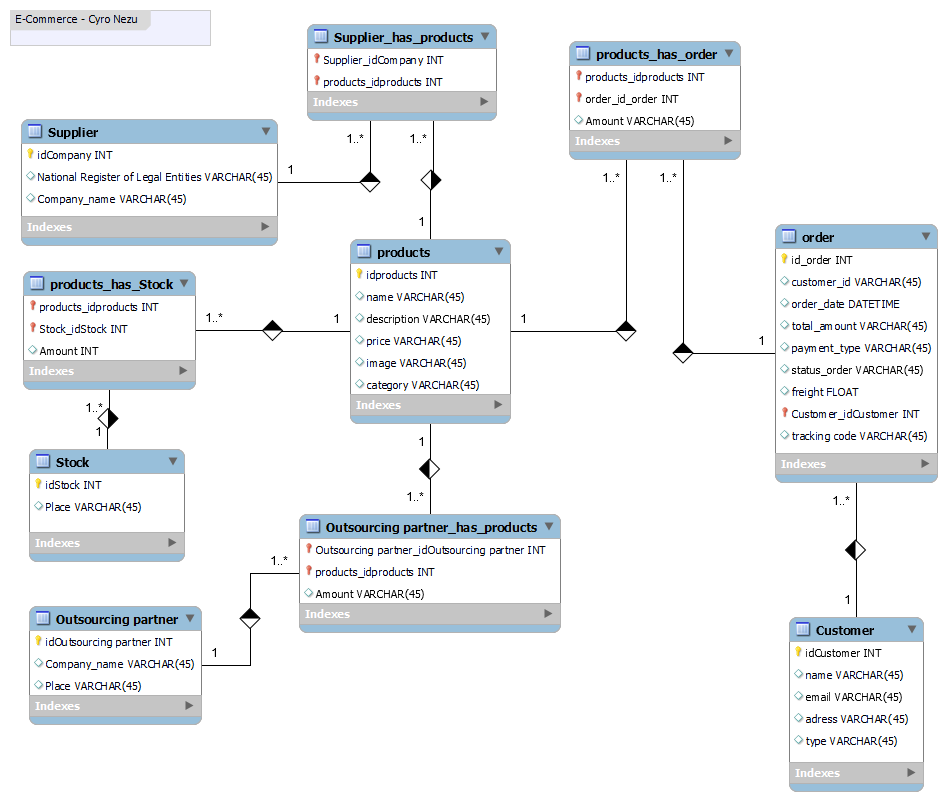 E-Commerce - Cyro Nezu
Supplier_has_products
Supplier_idCompany INT
products_idproducts INT
Indexes
products_has_order
products_idproducts INT
order_id_order INT
Amount VARCHAR(45)
Indexes
1..*
1..*
Supplier
idCompany INT
National Register of Legal Entities VARCHAR(45)
Company_name VARCHAR(45)
Indexes
1
1
1..*
1..*
products
idproducts INT
name VARCHAR(45)
description VARCHAR(45)
price VARCHAR(45)
image VARCHAR(45)
category VARCHAR(45)
Indexes
order
id_order INT
customer_id VARCHAR(45)
order_date DATETIME
total_amount VARCHAR(45)
payment_type VARCHAR(45)
status_order VARCHAR(45)
freight FLOAT
Customer_idCustomer INT
tracking code VARCHAR(45)
Indexes
products_has_Stock
products_idproducts INT
Stock_idStock INT
Amount INT
Indexes
1..*
1
1
1
1..*
1
Stock
idStock INT
Place VARCHAR(45)
Indexes
1
1..*
Outsourcing partner_has_products
Outsourcing partner_idOutsourcing partner INT
products_idproducts INT
Amount VARCHAR(45)
Indexes
1..*
1
Outsourcing partner
idOutsourcing partner INT
Company_name VARCHAR(45)
Place VARCHAR(45)
Indexes
1..*
1
Customer
idCustomer INT
name VARCHAR(45)
email VARCHAR(45)
adress VARCHAR(45)
type VARCHAR(45)
Indexes